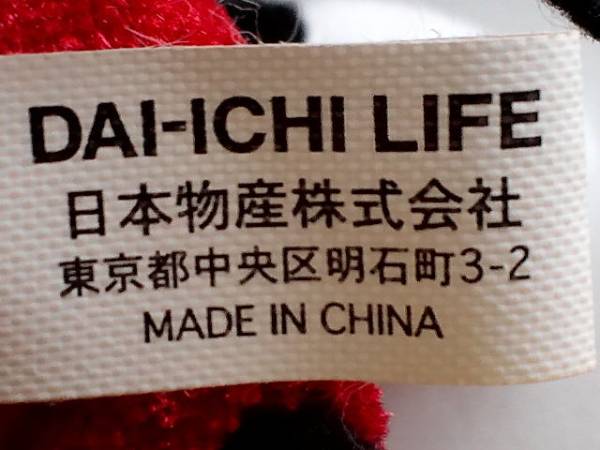 DAI-ICHI LIFE
日本物産株式会社
東京都中央区明石町3-2
MADE IN CHINA